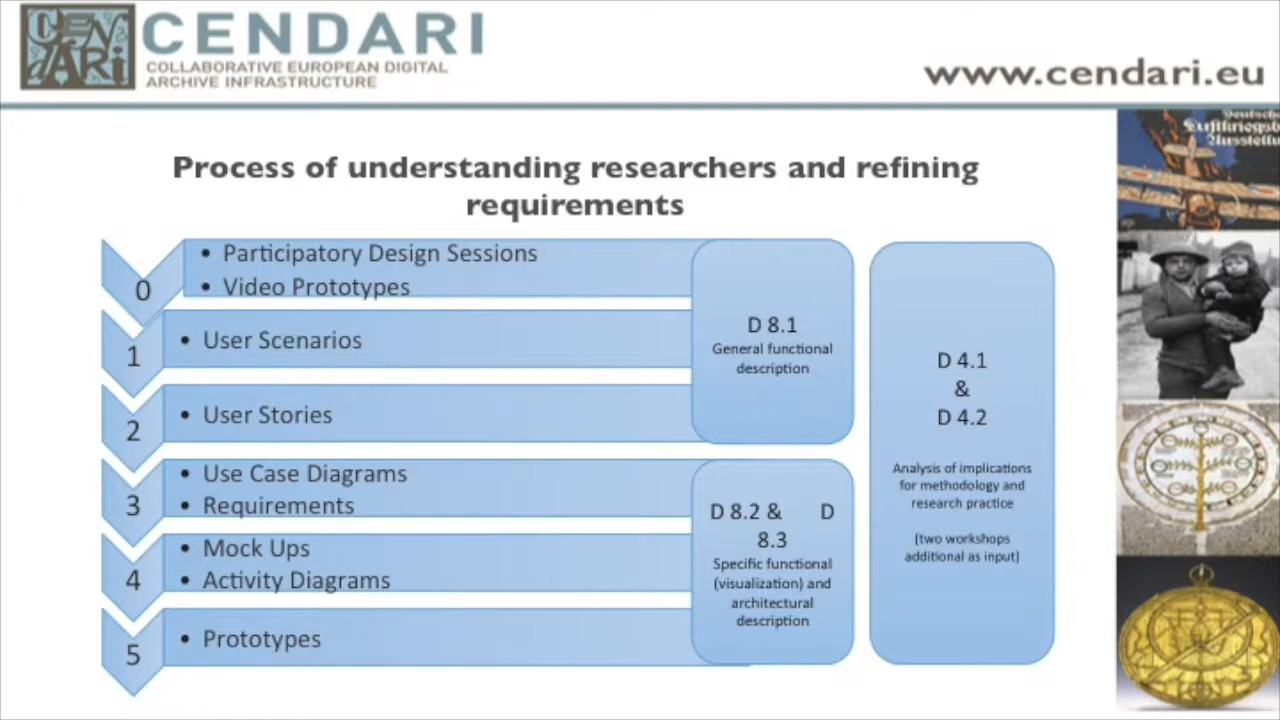 CENDARI
CENDARI
COLLABORATIVE EUROPEAN DIGITAL
ARCHIVE INFRASTRUCTURE
www.cendari.eu
Process of understanding researchers and refining
requirements
0
• Participatory Design Sessions
• Video Prototypes
1
• User Scenarios
2
• User Stories
3
• Use Case Diagrams
• Requirements
4
• Mock Ups
• Activity Diagrams
5
• Prototypes
D 8.1
General functional
description
D 8.2 & D
8.3
Specific functional
(visualization) and
architectural
description
D 4.1
&
D 4.2
Analysis of implications
for methodology and
research practice
(two workshops
additional as input)